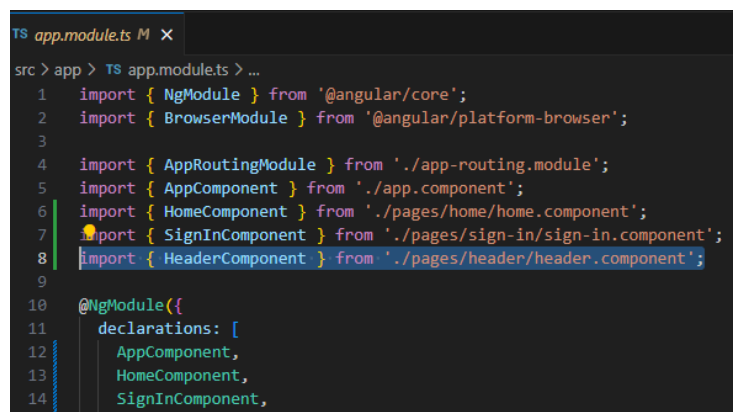 TS app.module.ts M ×
src > app > TS app.module.ts > ...
1 import { NgModule } from '@angular/core';
2 import { BrowserModule } from '@angular/platform-browser';
3
4 import { AppRoutingModule } from './app-routing.module';
5 import { AppComponent } from './app.component';
6 import { HomeComponent } from './pages/home/home.component';
7 import { SignInComponent } from './pages/sign-in/sign-in.component';
8 import { HeaderComponent } from './pages/header/header.component';
9
10 @NgModule({
11 declarations: [
12 AppComponent,
13 HomeComponent,
14 SignInComponent,